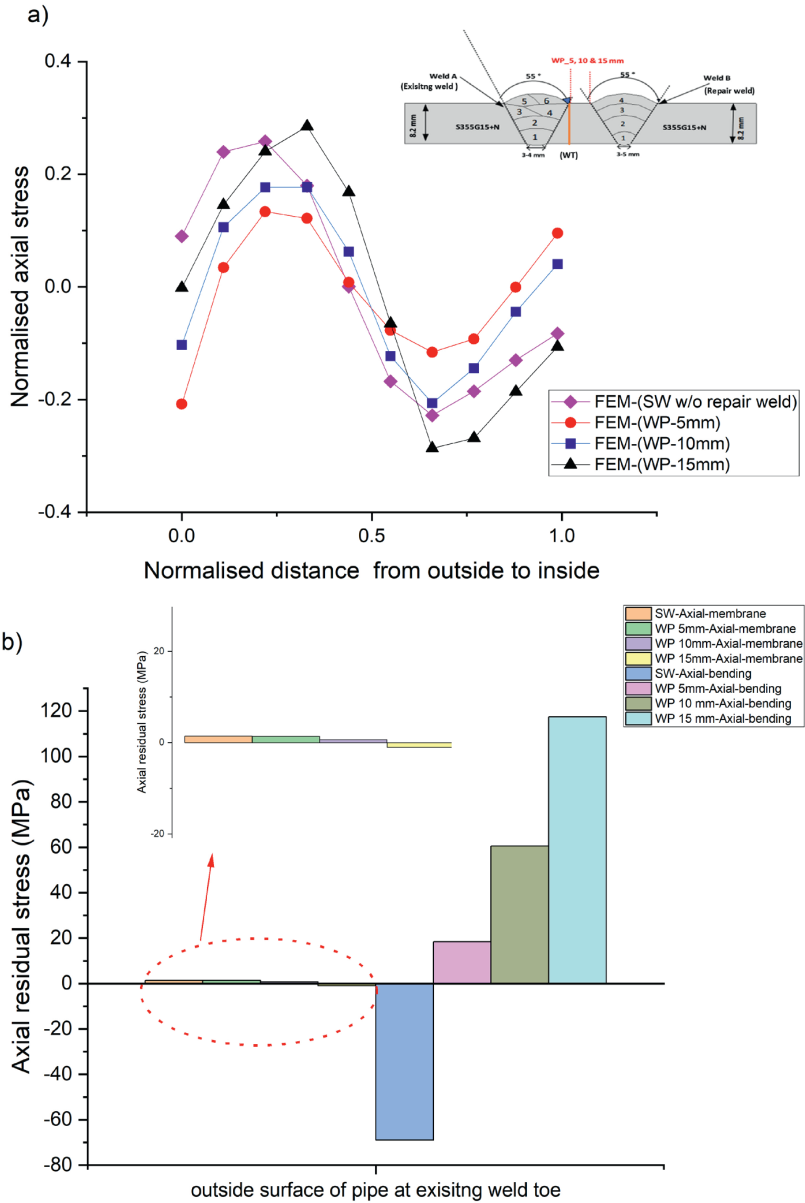 a)
0.4
0.2
0.0
-0.2
-0.4
Normalised axial stress
WP_5, 10 & 15 mm
Weld A
(Exisitng weld )
55 °
55 °
Weld B
(Repair weld)
5 6
3 4
2
1
4
3
2
1
8.2 mm
S355G15+N
S355G15+N
8.2 mm
3-4 mm
(WT)
3-5 mm
FEM-(SW w/o repair weld)
FEM-(WP-5mm)
FEM-(WP-10mm)
FEM-(WP-15mm)
0.0 0.5 1.0
Normalised distance from outside to inside
b)
SW-Axial-membrane
WP 5mm-Axial-membrane
WP 10mm-Axial-membrane
WP 15mm-Axial-membrane
SW-Axial-bending
WP 5mm-Axial-bending
WP 10 mm-Axial-bending
WP 15 mm-Axial-bending
Axial residual stress (MPa)
20
0
-20
Axial residual stress (MPa)
120
100
80
60
40
20
0
-20
-40
-60
-80
outside surface of pipe at exisitng weld toe